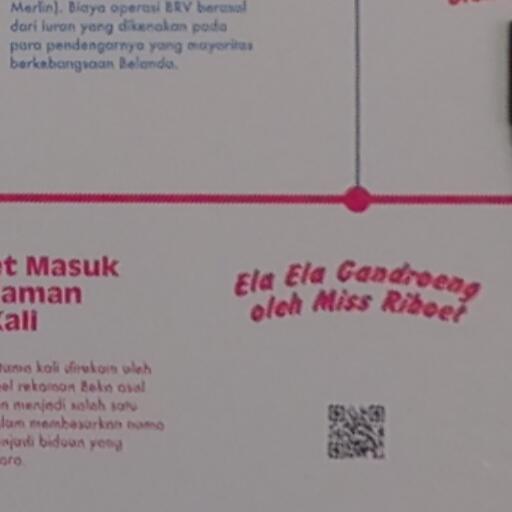 Merlin). Biaya operasi BRV berasal
dari iuran yang dikenakan pada
para pendengarnya yang mayoritas
berkebangsaan Belanda.
et Masuk
aman
Kali
Ela Ela Gandroeng
oleh Miss Riboet
tama kali direkam oleh
el rekaman Beka asal
n menjadi salah satu
lam membesarkan nama
njadi biduan yang
ara.